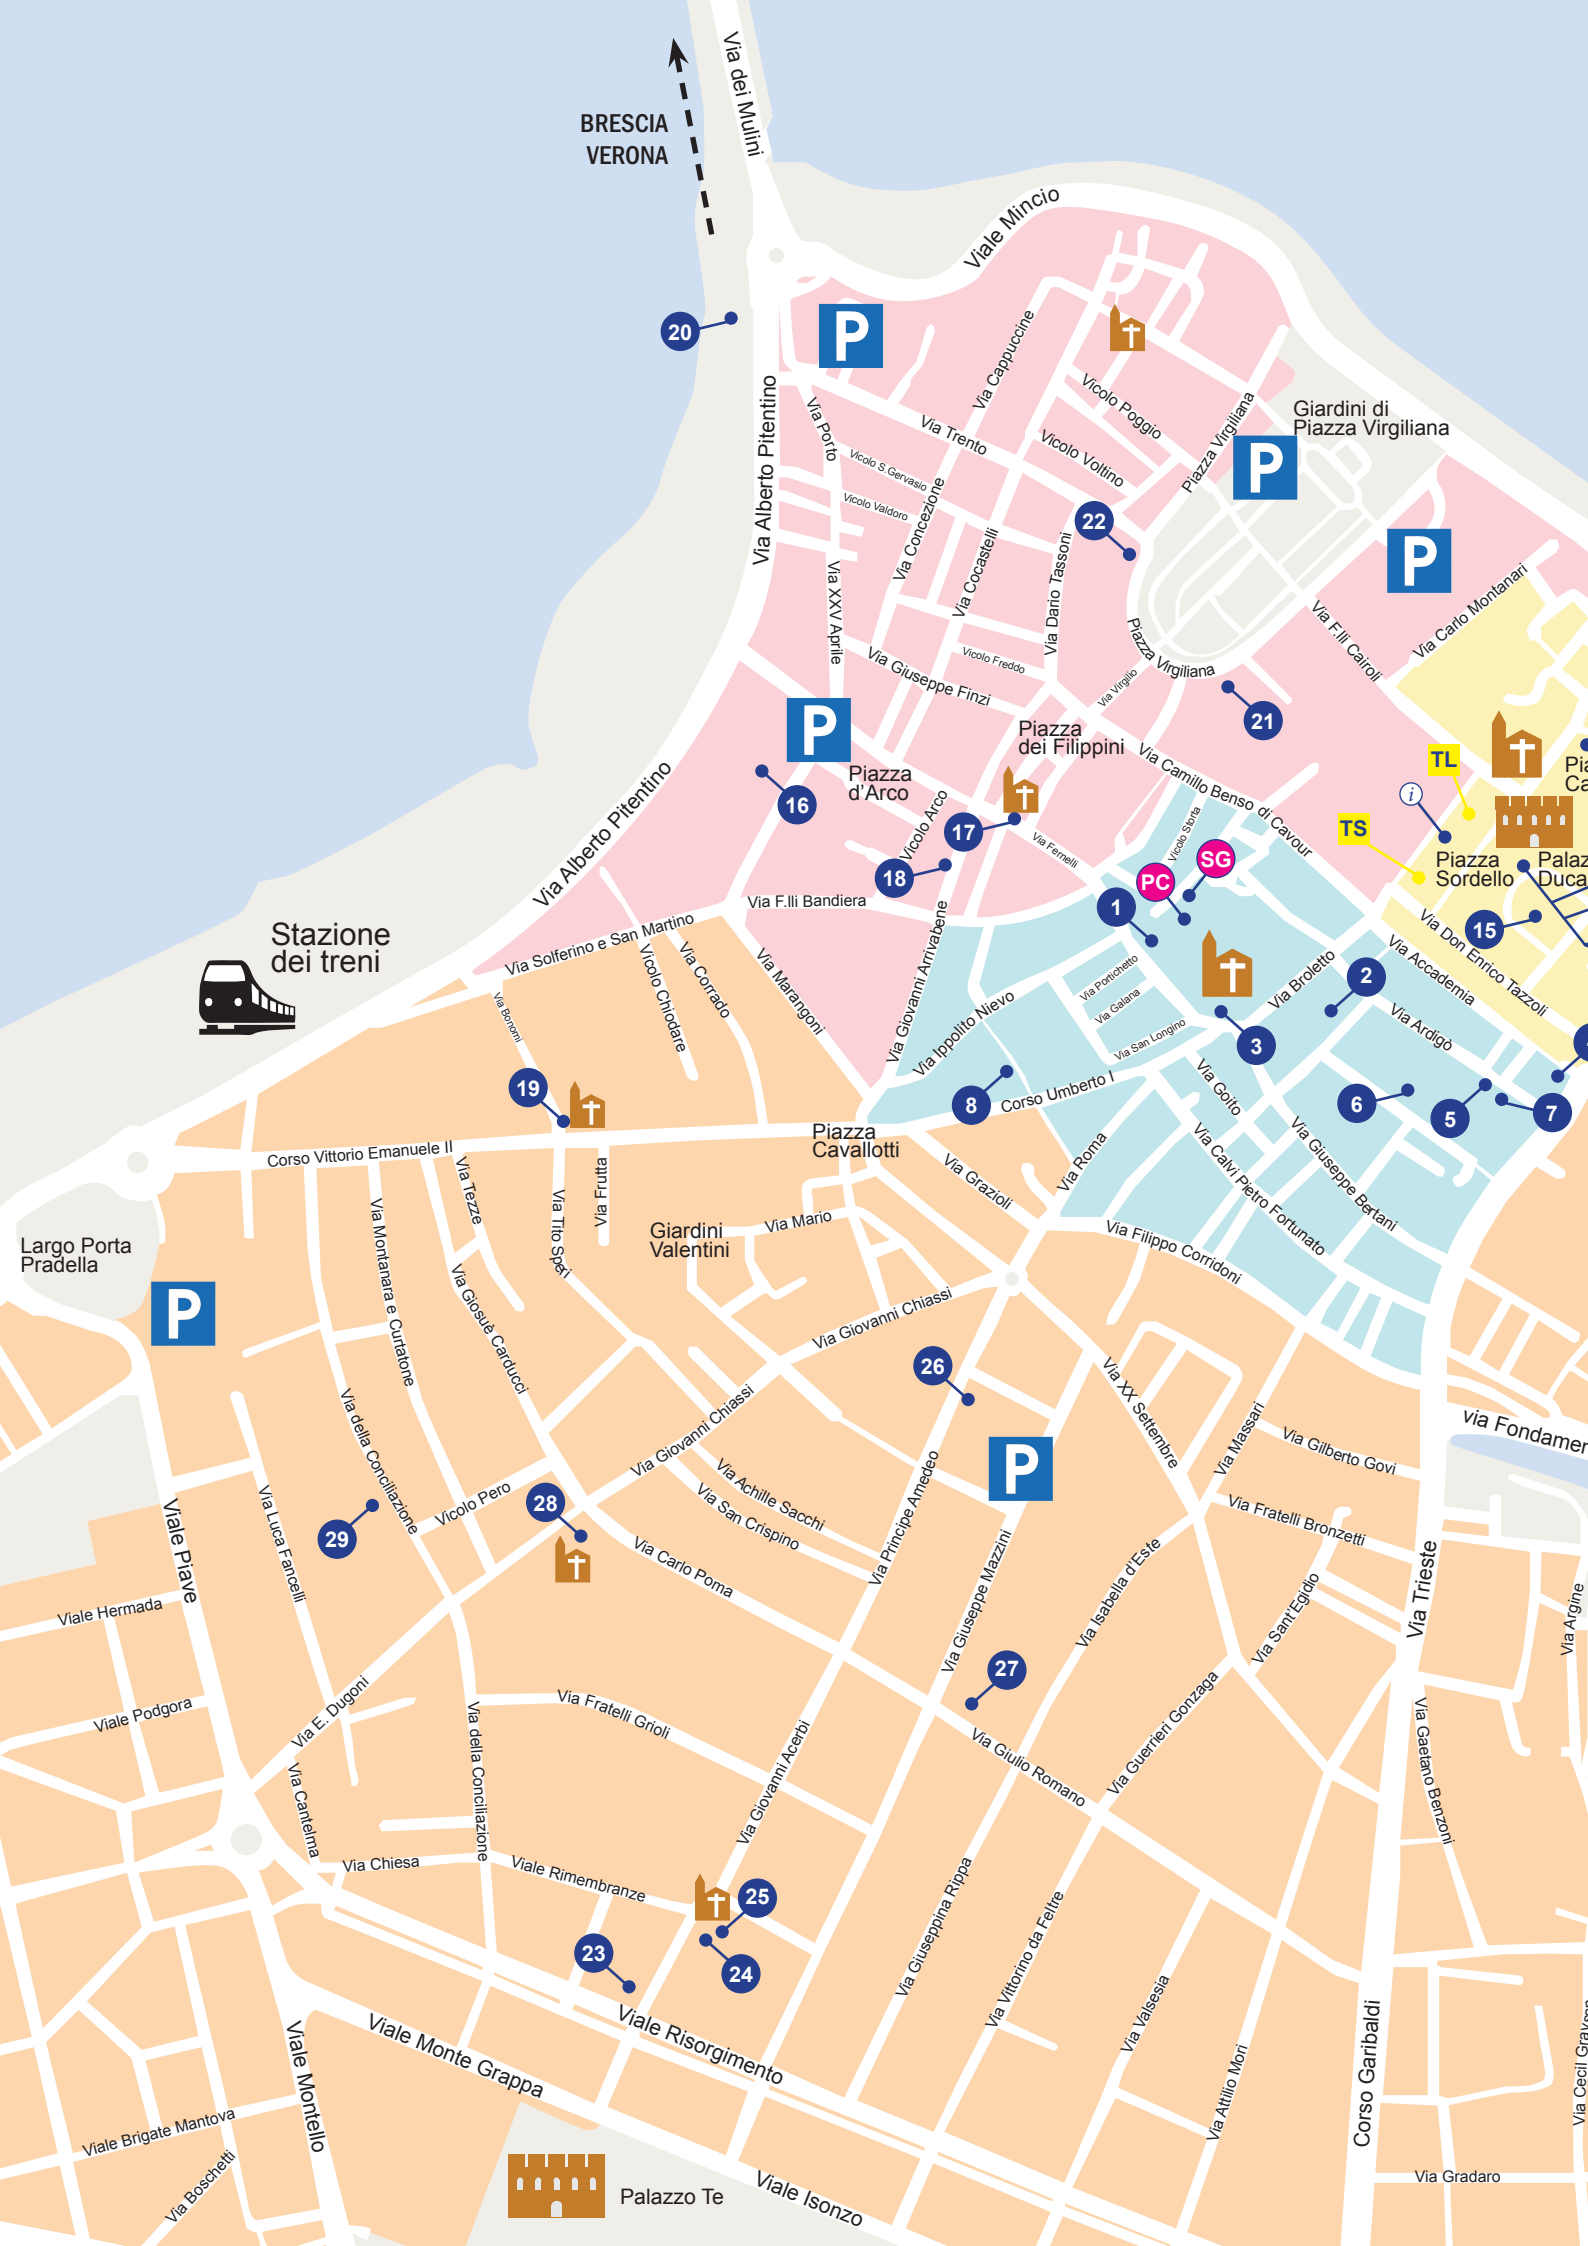 Via dei Mulini
BRESCIA
VERONA
Viale Mincio
20
P
Via Cappuccine
Giardini di
Piazza Virgiliana
Via Alberto Pitentino
Via Porto
Via Trento
Vicolo Poggio
Piazza Virgiliana
Vicolo Voltino
P
Vicolo S.Gervasio
Vicolo Valdoro
Via Concezione
22
Via Cocastelli
Via Dario Tassoni
P
Via XXV Aprile
Via Carlo Montanari
Via F.lli Cairoli
Piazza Virgiliana
Vicolo Freddo
Via Giuseppe Finzi
Via Virgilio
21
P
Piazza
dei Filippini
Via Camillo Benso di Cavour
TL
Pia
Ca
Piazza
d'Arco
i
16
Via Alberto Pitentino
Vicolo Arco
17
Via Fernelli
Vicolo Storta
TS
SG
PC
18
Piazza
Sordello
Palaz
Duca
1
Via F.lli Bandiera
15
Stazione
dei treni
Via Solferino e San Martino
Vicolo Chiodare
Via Corrado
Via Marangoni
Via Giovanni Arrivabene
Via Don Enrico Tazzoli
Via Accademia
Via Portichetto
Via Galana
Via Broletto
2
Via Bonomi
Via Ippolito Nievo
Via San Longino
3
Via Ardigò
19
8
Corso Umberto I
Via Goito
6
5
7
Piazza
Cavallotti
Corso Vittorio Emanuele II
Via Tezze
Via Tito Speri
Via Frutta
Via Grazioli
Via Roma
Via Calvi Pietro Fortunato
Via Giuseppe Bertani
Largo Porta
Pradella
Via Montanara e Curtatone
Giardini
Valentini
Via Mario
Via Filippo Corridoni
P
Via Giosuè Carducci
Via Giovanni Chiassi
26
Via XX Settembre
Via della Conciliazione
Via Giovanni Chiassi
Via Massari
via Fondamen
Via Gilberto Govi
P
Via Luca Fancelli
Vicolo Pero
28
Via Achille Sacchi
Via San Crispino
Via Principe Amedeo
Via Fratelli Bronzetti
29
Viale Piave
Via Carlo Poma
Via Giuseppe Mazzini
Via Isabella d'Este
Via Sant'Egidio
Via Trieste
Via Argine
Viale Hermada
27
Viale Podgora
Via E. Dugoni
Via Fratelli Grioli
Via della Conciliazione
Via Giovanni Acerbi
Via Giulio Romano
Via Guerrieri Gonzaga
Via Gaetano Benzoni
Via Cantelma
Via Chiesa
Viale Rimembranze
25
23
24
Via Giuseppina Rippa
Via Vittorino da Feltre
Via Valsesia
Viale Risorgimento
Viale Monte Grappa
Viale Montello
Via Attilio Mori
Corso Garibaldi
Via Cecil Grayson
Viale Brigate Mantova
Via Boschetti
Palazzo Te
Viale Isonzo
Via Gradaro